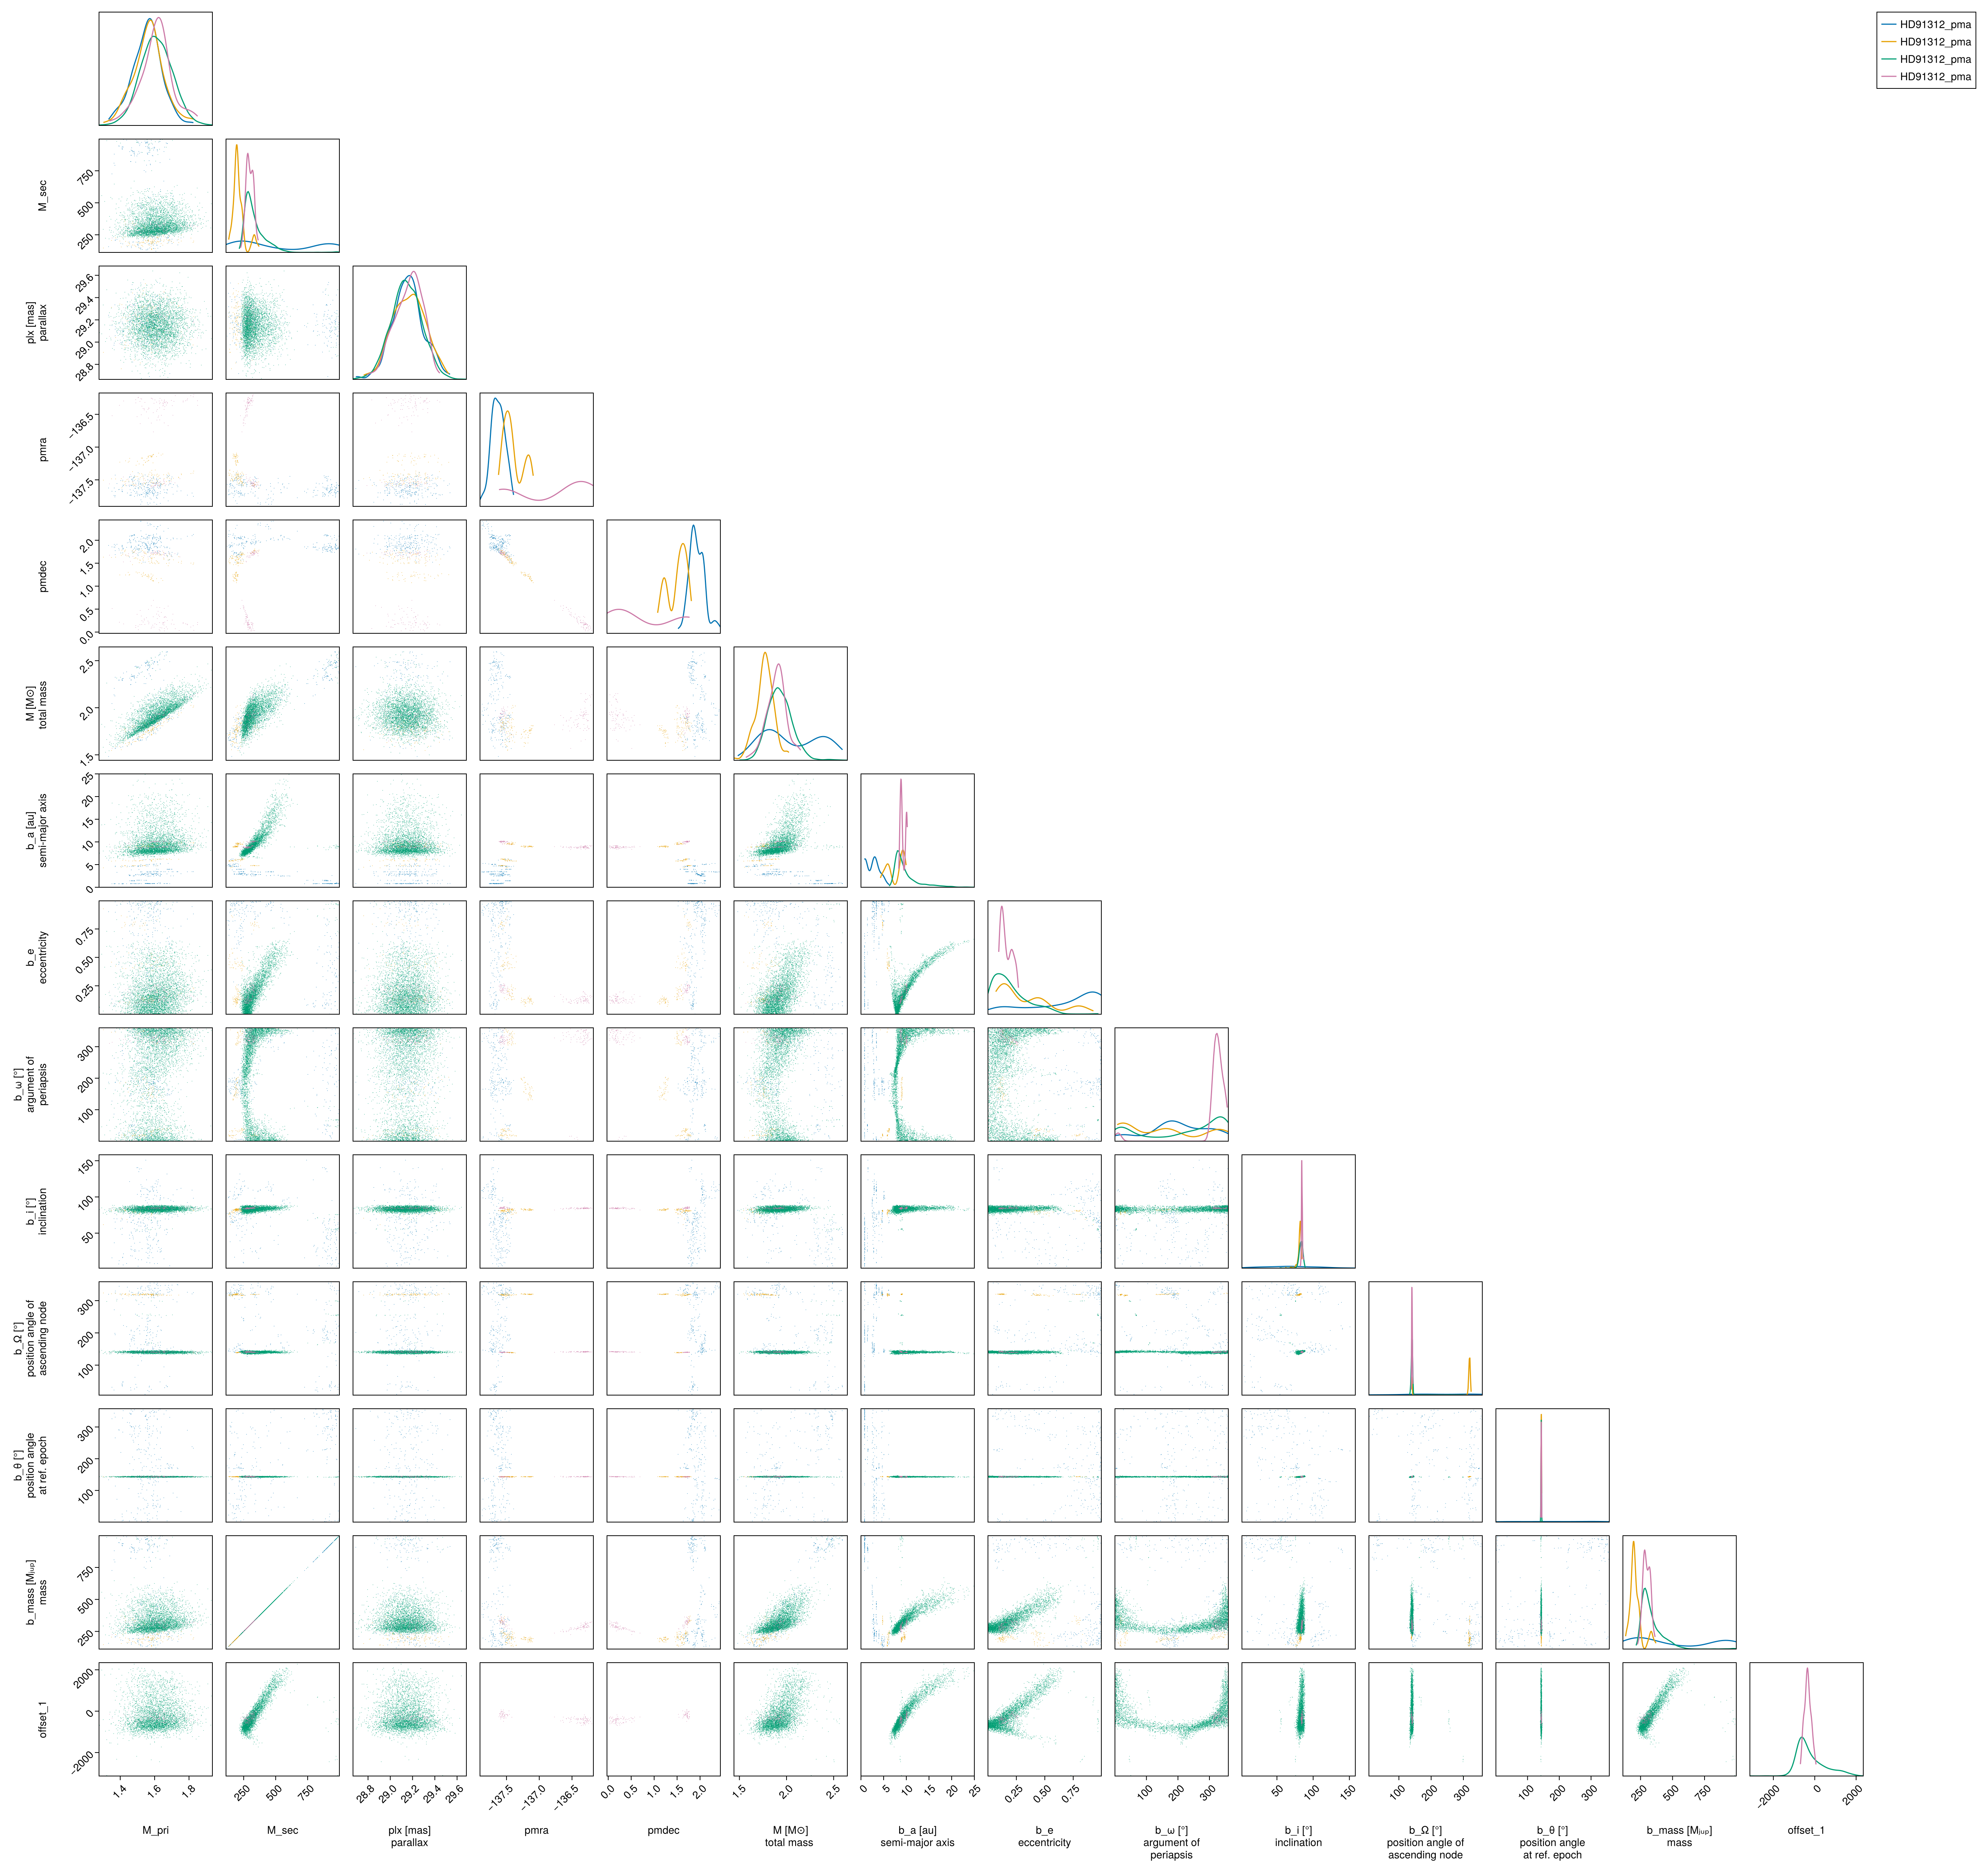 HD91312_pma
HD91312_pma
HD91312_pma
HD91312_pma
M_sec
750
500
250
plx [mas]
parallax
29.6
29.4
29.2
29.0
28.8
pmra
−136.5
−137.0
−137.5
pmdec
2.0
1.5
1.0
0.5
0.0
M [M⊙]
total mass
2.5
2.0
1.5
b_a [au]
semi-major axis
25
20
15
10
5
0
b_e
eccentricity
0.75
0.50
0.25
b_ω [°]
argument of
periapsis
300
200
100
b_i [°]
inclination
150
100
50
b_Ω [°]
position angle of
ascending node
300
200
100
b_θ [°]
position angle
at ref. epoch
300
200
100
b_mass [Mⱼᵤₚ]
mass
750
500
250
offset_1
2000
0
−2000
1.4 1.6 1.8
250 500 750
28.8 29.0 29.2 29.4 29.6
−137.5 −137.0 −136.5
0.0 0.5 1.0 1.5 2.0
1.5 2.0 2.5
0 5 10 15 20 25
0.25 0.50 0.75
100 200 300
50 100 150
100 200 300
100 200 300
250 500 750
−2000 0 2000
M_pri
M_sec
plx [mas]
parallax
pmra
pmdec
M [M⊙]
total mass
b_a [au]
semi-major axis
b_e
eccentricity
b_ω [°]
argument of
periapsis
b_i [°]
inclination
b_Ω [°]
position angle of
ascending node
b_θ [°]
position angle
at ref. epoch
b_mass [Mⱼᵤₚ]
mass
offset_1